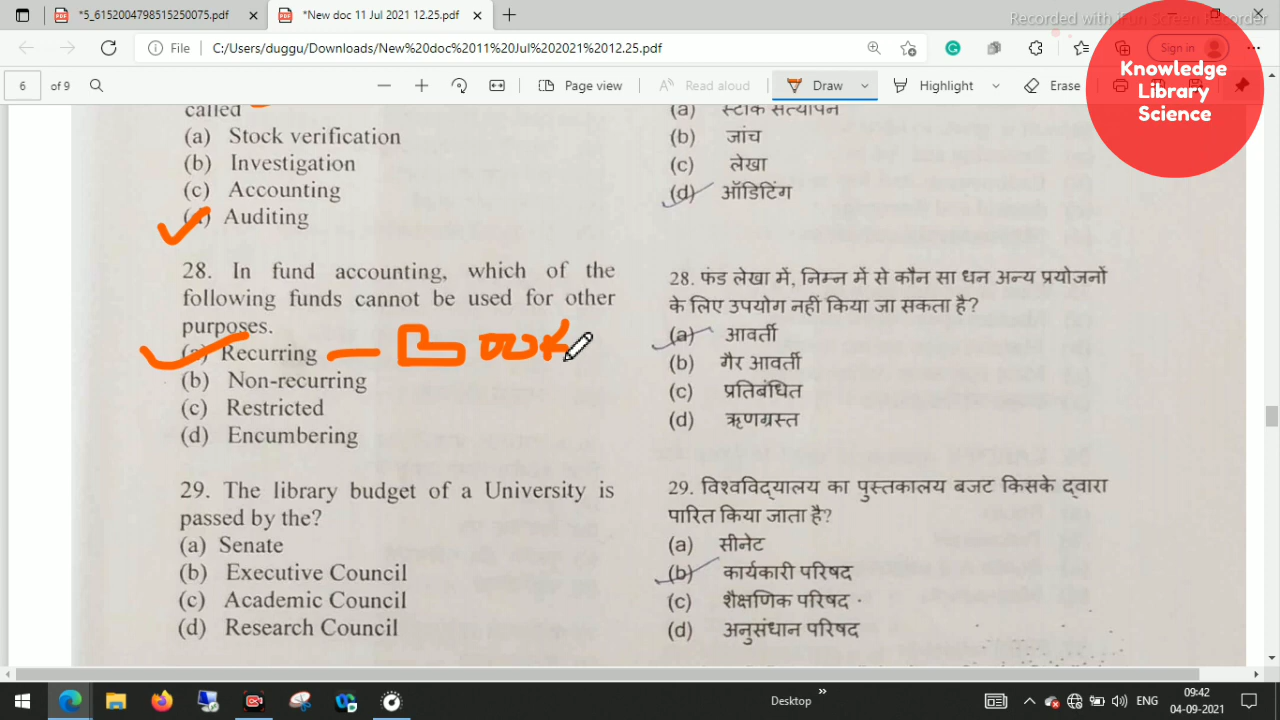 *5_6152004798515250075.pdf
*New doc 11 Jul 2021 12.25.pdf
Recorded with iFun Screen Recorder
File
C:/Users/duggu/Downloads/New%20doc%2011%20Jul%202021%2012.25.pdf
Sign in
6 of 9
Page view
Read aloud
Draw
Highlight
Erase
Knowledge
Library
Science
called
(a) Stock verification
(b) Investigation
(c) Accounting
Auditing
28. In fund accounting, which of the
following funds cannot be used for other
purposes.
(a) Recurring
(b) Non-recurring
(c) Restricted
(d) Encumbering
29. The library budget of a University is
passed by the?
(a) Senate
(b) Executive Council
(c) Academic Council
(d) Research Council
(a) स्टाक सत्यापन
(b) जांच
(c) लेखा
(d) ऑडिटिंग
28. फंड लेखा में, निम्न में से कौन सा धन अन्य प्रयोजनों
के लिए उपयोग नहीं किया जा सकता है?
(a) आवर्ती
(b) गैर आवर्ती
(c) प्रतिबंधित
(d) ऋणग्रस्त
29. विश्वविद्यालय का पुस्तकालय बजट किसके द्वारा
पारित किया जाता है?
(a) सीनेट
(b) कार्यकारी परिषद
(c) शैक्षणिक परिषद
(d) अनुसंधान परिषद
Desktop
ENG
09:42
04-09-2021